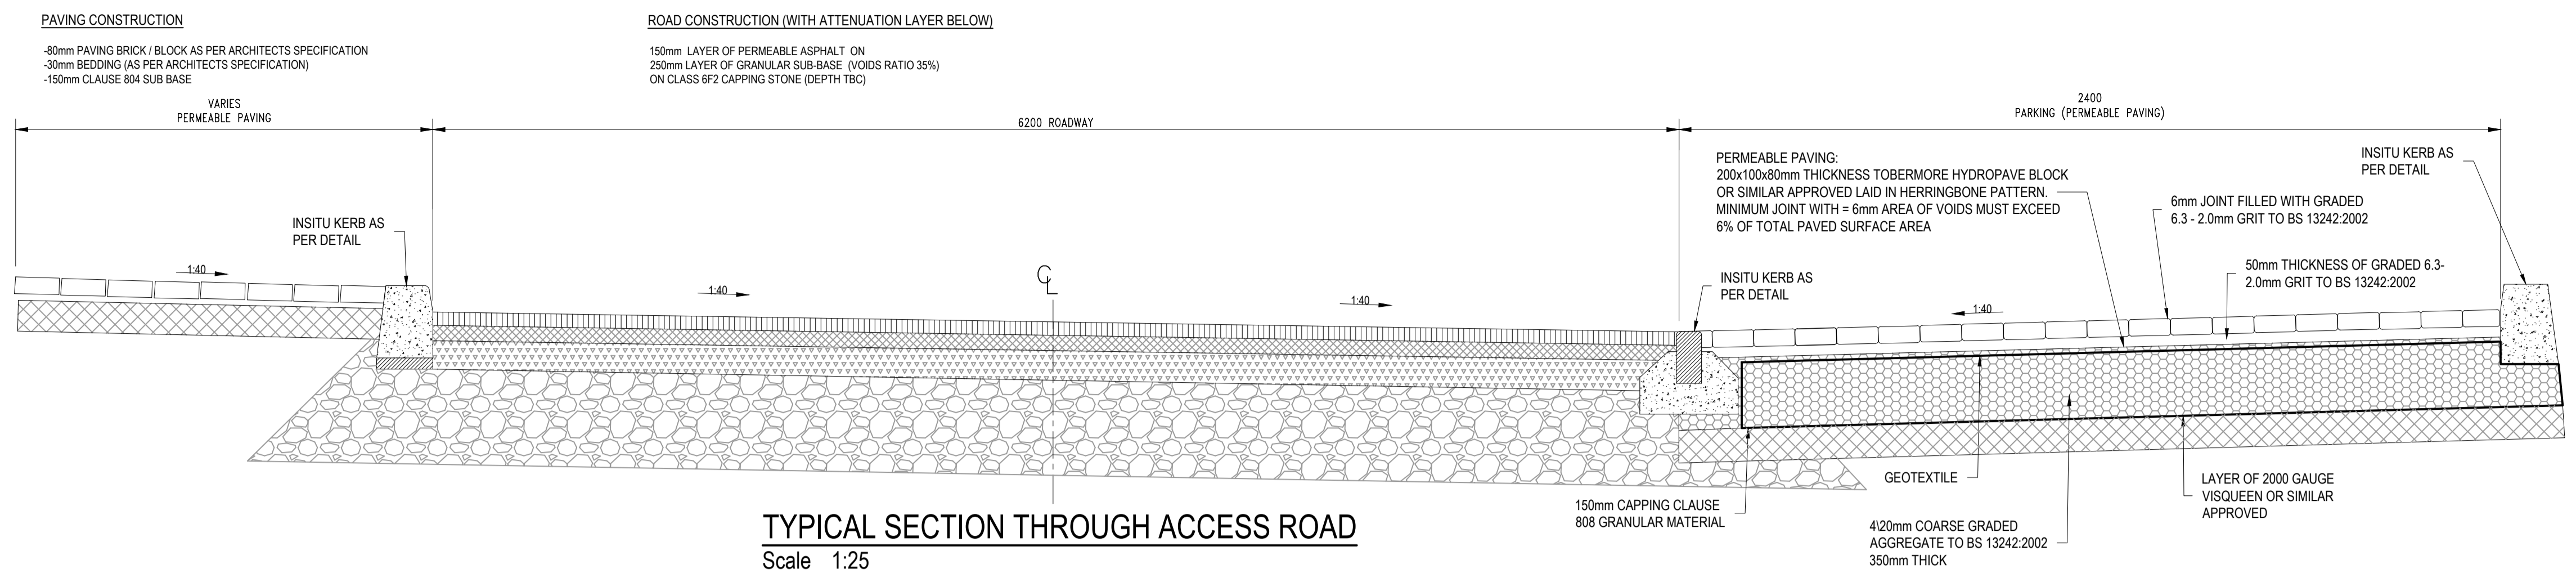 PAVING CONSTRUCTION
-80mm PAVING BRICK / BLOCK AS PER ARCHITECTS SPECIFICATION
-30mm BEDDING (AS PER ARCHITECTS SPECIFICATION)
-150mm CLAUSE 804 SUB BASE
ROAD CONSTRUCTION (WITH ATTENUATION LAYER BELOW)
150mm LAYER OF PERMEABLE ASPHALT ON
250mm LAYER OF GRANULAR SUB-BASE (VOIDS RATIO 35%)
ON CLASS 6F2 CAPPING STONE (DEPTH TBC)
VARIES
PERMEABLE PAVING
6200 ROADWAY
2400
PARKING (PERMEABLE PAVING)
PERMEABLE PAVING:
200x100x80mm THICKNESS TOBERMORE HYDROPAVE BLOCK
OR SIMILAR APPROVED LAID IN HERRINGBONE PATTERN.
MINIMUM JOINT WITH = 6mm AREA OF VOIDS MUST EXCEED
6% OF TOTAL PAVED SURFACE AREA
INSITU KERB AS
PER DETAIL
6mm JOINT FILLED WITH GRADED
6.3 - 2.0mm GRIT TO BS 13242:2002
INSITU KERB AS
PER DETAIL
50mm THICKNESS OF GRADED 6.3-
2.0mm GRIT TO BS 13242:2002
INSITU KERB AS
PER DETAIL
1:40
1:40
CL
1:40
1:40
GEOTEXTILE
LAYER OF 2000 GAUGE
VISQUEEN OR SIMILAR
APPROVED
150mm CAPPING CLAUSE
808 GRANULAR MATERIAL
4\20mm COARSE GRADED
AGGREGATE TO BS 13242:2002
350mm THICK
TYPICAL SECTION THROUGH ACCESS ROAD
Scale 1:25